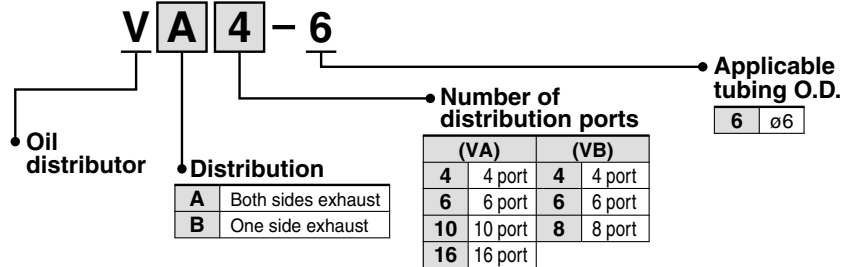 V A 4 – 6
Applicable
tubing O.D.
6 ø6
Number of
distribution ports
(VA) (VB)
4 4 port 4 4 port
6 6 port 6 6 port
10 10 port 8 8 port
16 16 port
Oil
distributor
Distribution
A Both sides exhaust
B One side exhaust